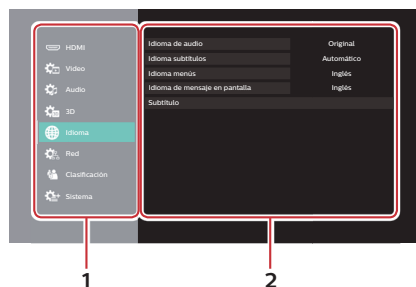 HDMI
Vídeo
Audio
3D
Idioma
Red
Clasificación
Sistema
Idioma de audio Original
Idioma subtítulos Automático
Idioma menús Inglés
Idioma de mensaje en pantalla Inglés
Subtítulo
1 2